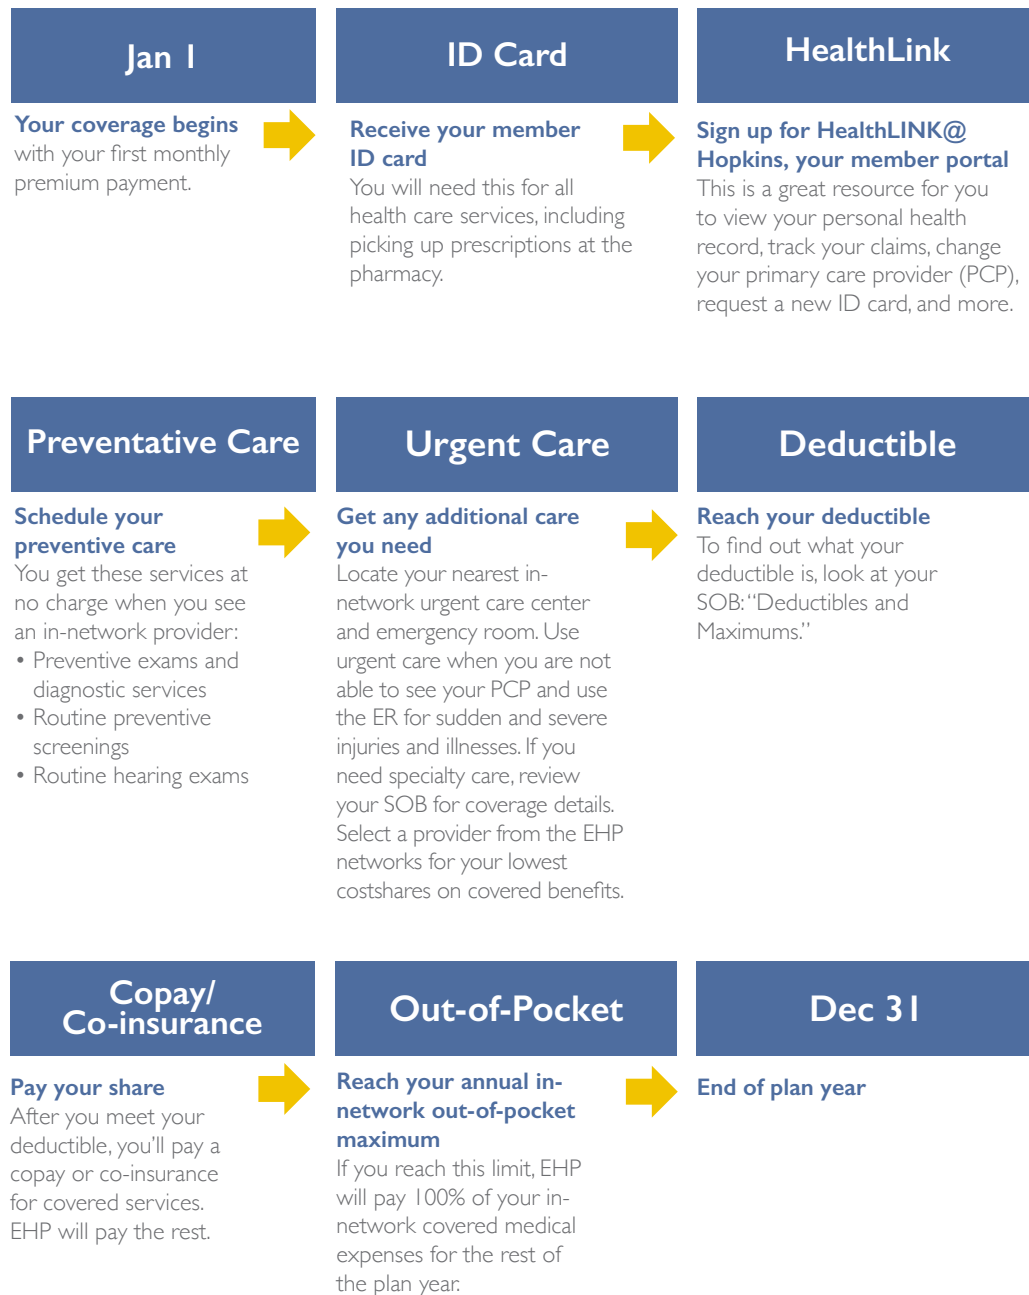 Jan 1
Your coverage begins
with your first monthly
premium payment.
ID Card
Receive your member
ID card
You will need this for all
health care services, including
picking up prescriptions at the
pharmacy.
HealthLink
Sign up for HealthLINK@
Hopkins, your member portal
This is a great resource for you
to view your personal health
record, track your claims, change
your primary care provider (PCP),
request a new ID card, and more.
Preventative Care
Schedule your
preventive care
You get these services at
no charge when you see
an in-network provider:
• Preventive exams and
diagnostic services
• Routine preventive
screenings
• Routine hearing exams
Urgent Care
Get any additional care
you need
Locate your nearest in-
network urgent care center
and emergency room. Use
urgent care when you are not
able to see your PCP and use
the ER for sudden and severe
injuries and illnesses. If you
need specialty care, review
your SOB for coverage details.
Select a provider from the EHP
networks for your lowest
costshares on covered benefits.
Deductible
Reach your deductible
To find out what your
deductible is, look at your
SOB: “Deductibles and
Maximums.”
Copay/
Co-insurance
Pay your share
After you meet your
deductible, you’ll pay a
copay or co-insurance
for covered services.
EHP will pay the rest.
Out-of-Pocket
Reach your annual in-
network out-of-pocket
maximum
If you reach this limit, EHP
will pay 100% of your in-
network covered medical
expenses for the rest of
the plan year.
Dec 31
End of plan year